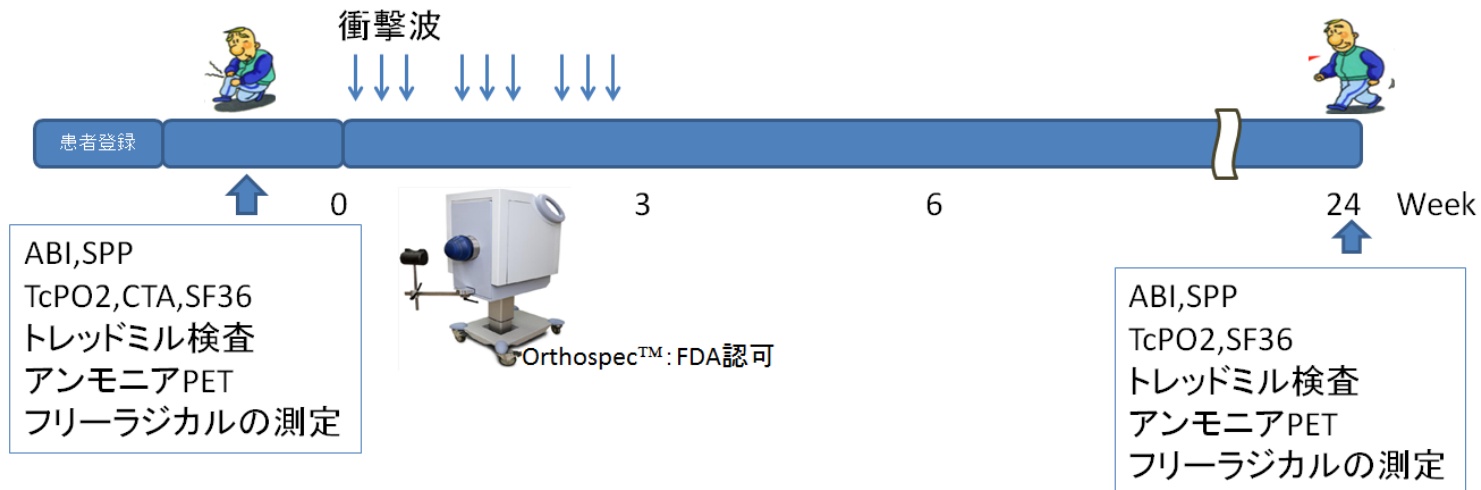 衝撃波
患者登録
0 3 6 24 Week
ABI,SPP
TcPO2,CTA,SF36
トレッドミル検査
アンモニアPET
フリーラジカルの測定
Orthospec™:FDA認可
ABI,SPP
TcPO2,SF36
トレッドミル検査
アンモニアPET
フリーラジカルの測定